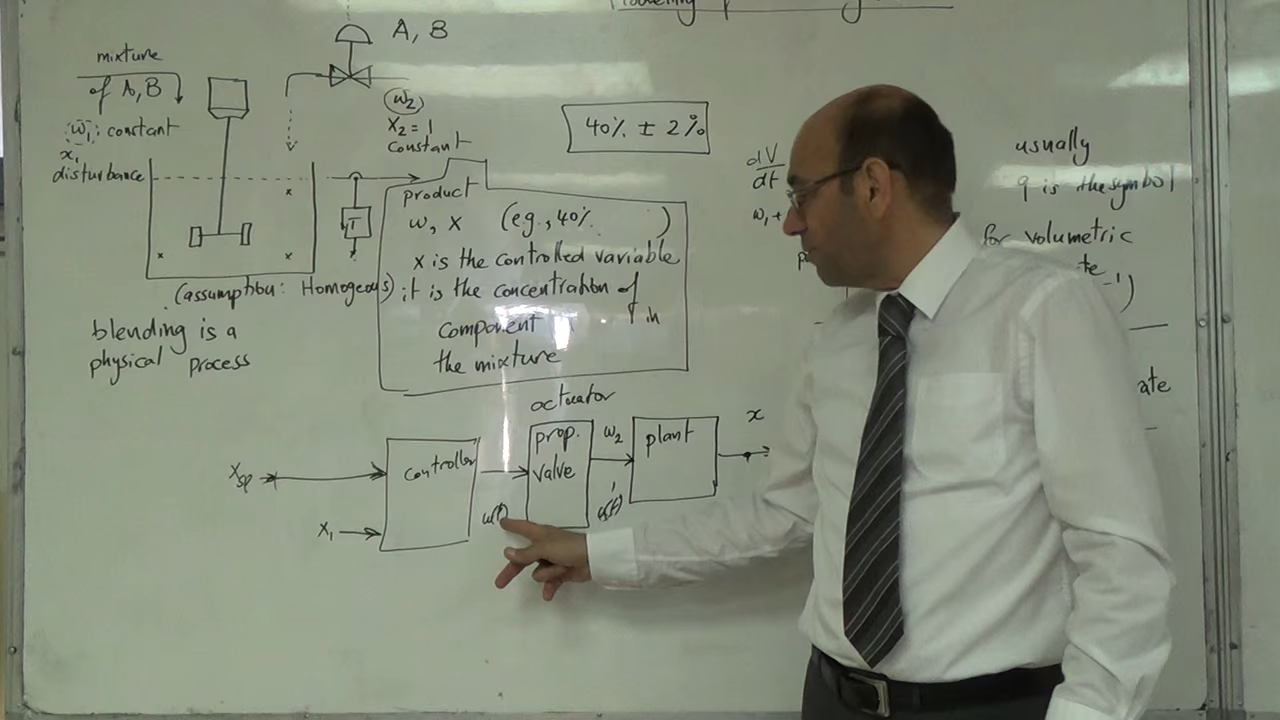 A, B
mixture
of A, B
w₁: constant
x₁
disturbance
w₂
x₂ = 1
constant
40% ± 2%
product
w, x (eg., 40% )
x is the controlled variable
(assumption: Homogeous) ; it is the concentration of
component in
the mixture
T
blending is a
physical process
dV
dt
w₁ +
usually
q is the symbol
for volumetric
actuator
xsp
controller
prop.
valve
w₂
plant
x
x₁
u(t)
u'(t)